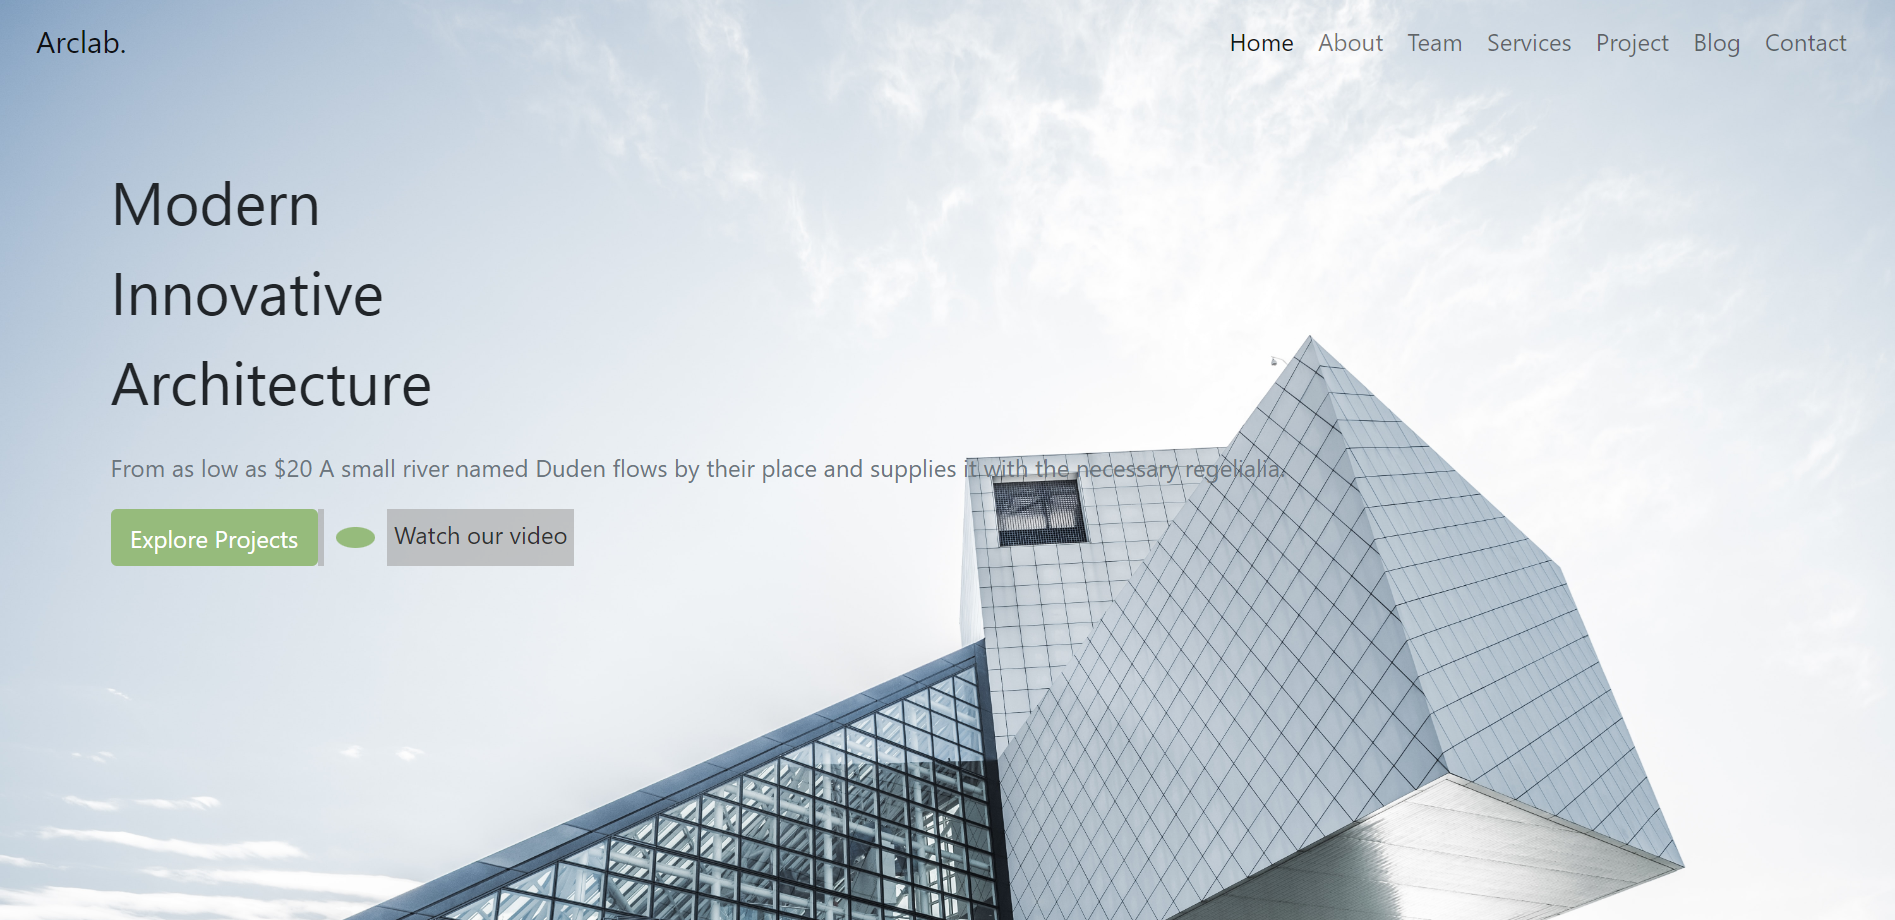 Arclab.
Home About Team Services Project Blog Contact
Modern
Innovative
Architecture
From as low as $20 A small river named Duden flows by their place and supplies it with the necessary regelialia.
Explore Projects Watch our video